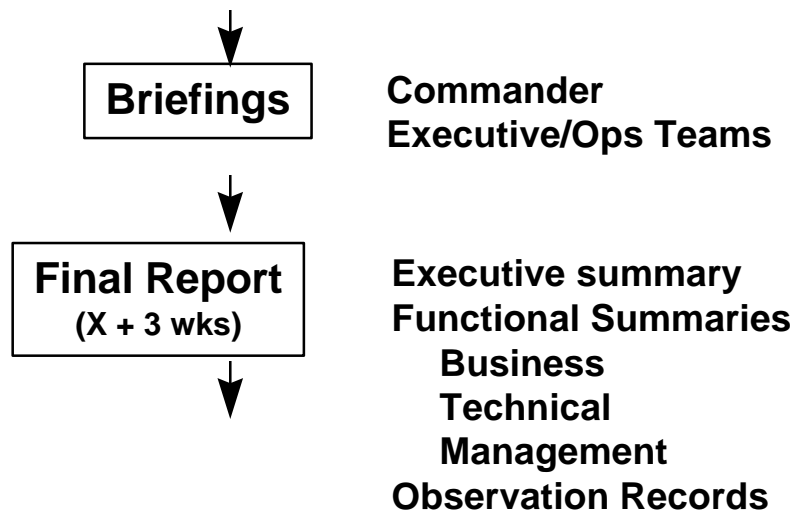 Briefings
Commander
Executive/Ops Teams
Final Report
(X + 3 wks)
Executive summary
Functional Summaries
Business
Technical
Management
Observation Records